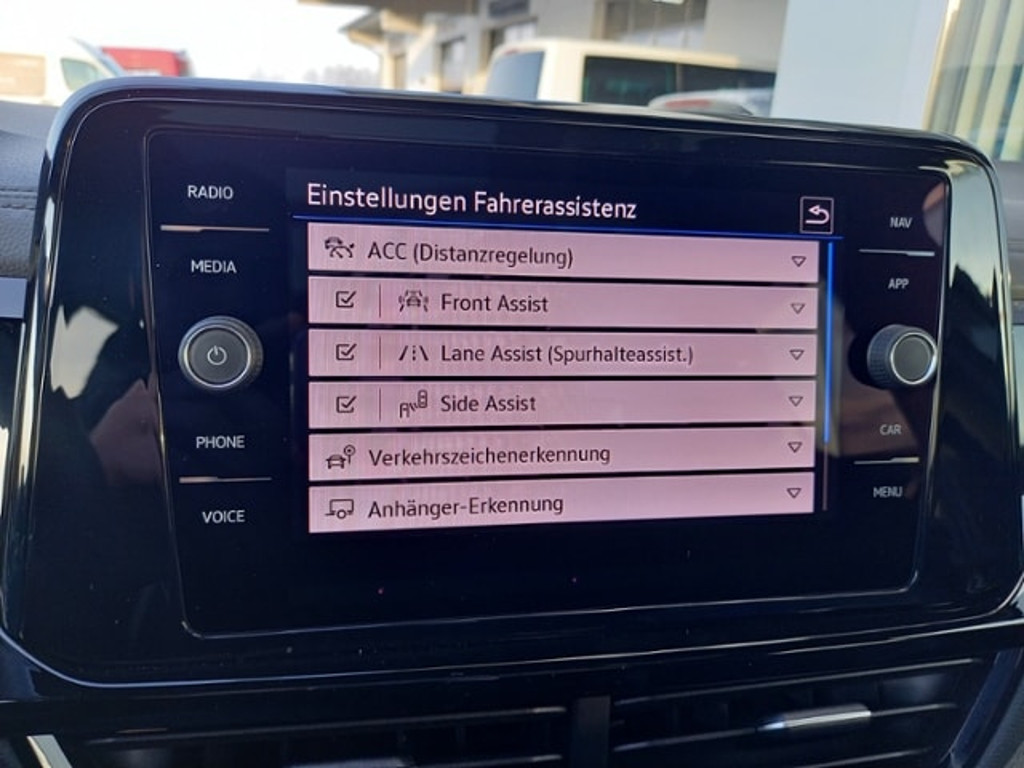 RADIO
MEDIA
PHONE
VOICE
Einstellungen Fahrerassistenz
ACC (Distanzregelung)
Front Assist
Lane Assist (Spurhalteassist.)
Side Assist
Verkehrszeichenerkennung
Anhänger-Erkennung
NAV
APP
CAR
MENU